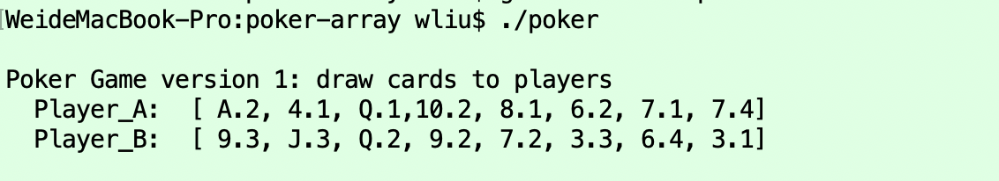 [WeideMacBook-Pro:poker-array wliu$ ./poker
Poker Game version 1: draw cards to players
Player_A: [ A.2, 4.1, Q.1,10.2, 8.1, 6.2, 7.1, 7.4]
Player_B: [ 9.3, J.3, Q.2, 9.2, 7.2, 3.3, 6.4, 3.1]